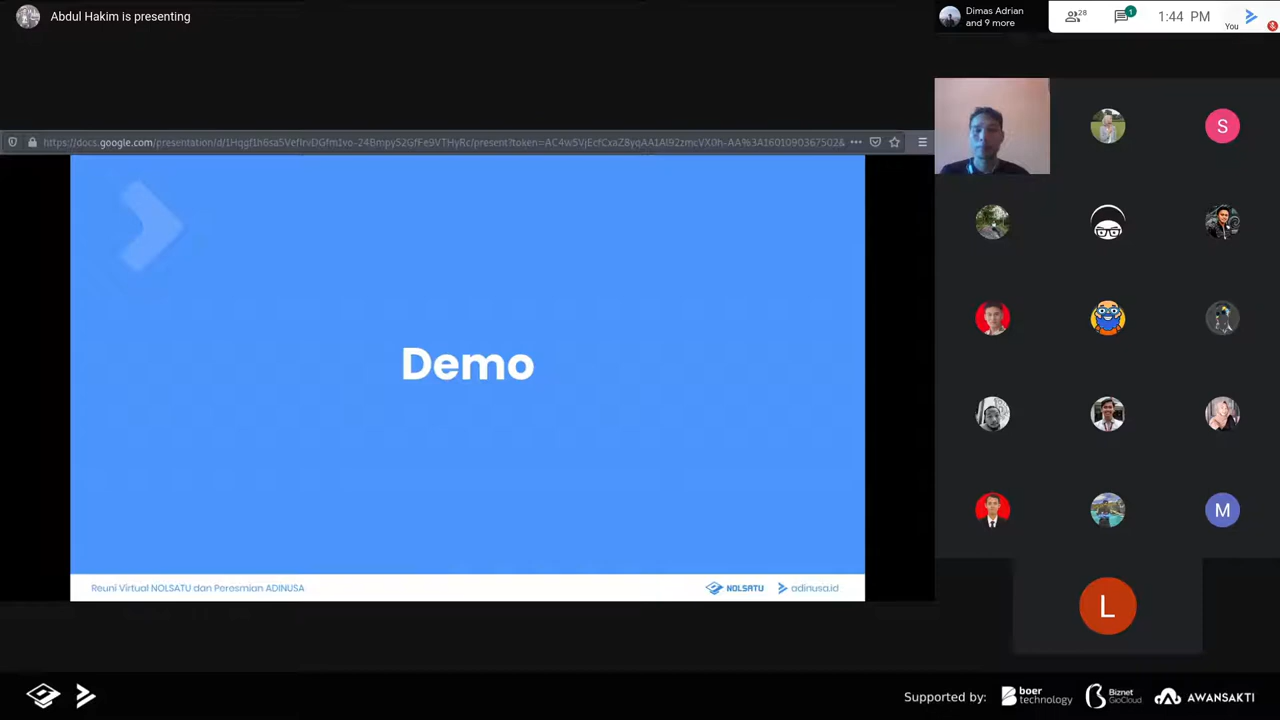 Abdul Hakim is presenting
Dimas Adrian
and 9 more
28
1
1:44 PM
You
S
Demo
Reuni Virtual NOLSATU dan Peresmian ADINUSA
NOLSATU
adinusa.id
M
L
Supported by:
boer
technology
Biznet
GioCloud
AWANSAKTI